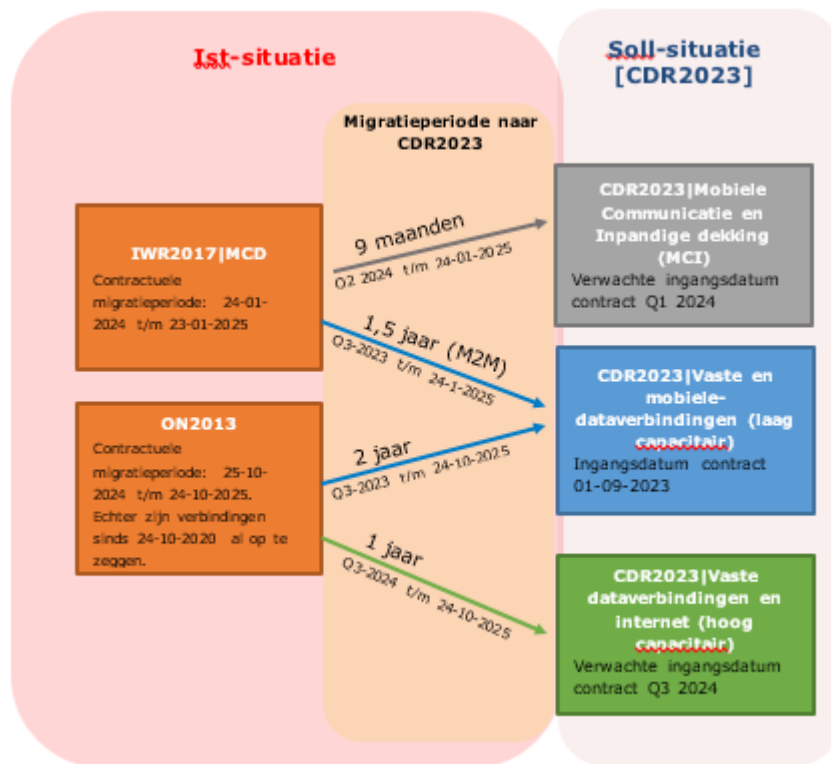 Ist-situatie
Soll-situatie
[CDR2023]
Migratieperiode naar
CDR2023
IWR2017|MCD
Contractuele
migratieperiode: 24-01-
2024 t/m 23-01-2025
ON2013
Contractuele
migratieperiode: 25-10-
2024 t/m 24-10-2025.
Echter zijn verbindingen
sinds 24-10-2020 al op te
zeggen.
9 maanden
Q2 2024 t/m 24-01-2025
1,5 jaar (M2M)
Q3-2023 t/m 24-1-2025
2 jaar
Q3-2023 t/m 24-10-2025
1 jaar
Q3-2024 t/m 24-10-2025
CDR2023|Mobiele
Communicatie en
Inpandige dekking
(MCI)
Verwachte ingangsdatum
contract Q1 2024
CDR2023|Vaste en
mobiele-
dataverbindingen (laag
capacitair)
Ingangsdatum contract
01-09-2023
CDR2023|Vaste
dataverbindingen en
internet (hoog
capacitair)
Verwachte ingangsdatum
contract Q3 2024